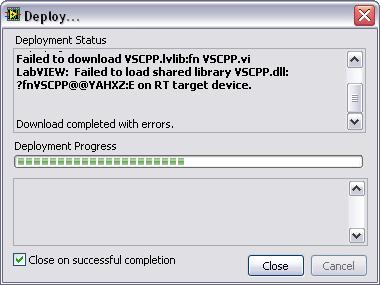 Deploy...
Deployment Status
Failed to download VSCPP.lvlib:fn VSCPP.vi
LabVIEW: Failed to load shared library VSCPP.dll:
?fnVSCPP@@YAHXZ:E on RT target device.
Download completed with errors.
Deployment Progress
Close on successful completion
Close
Cancel